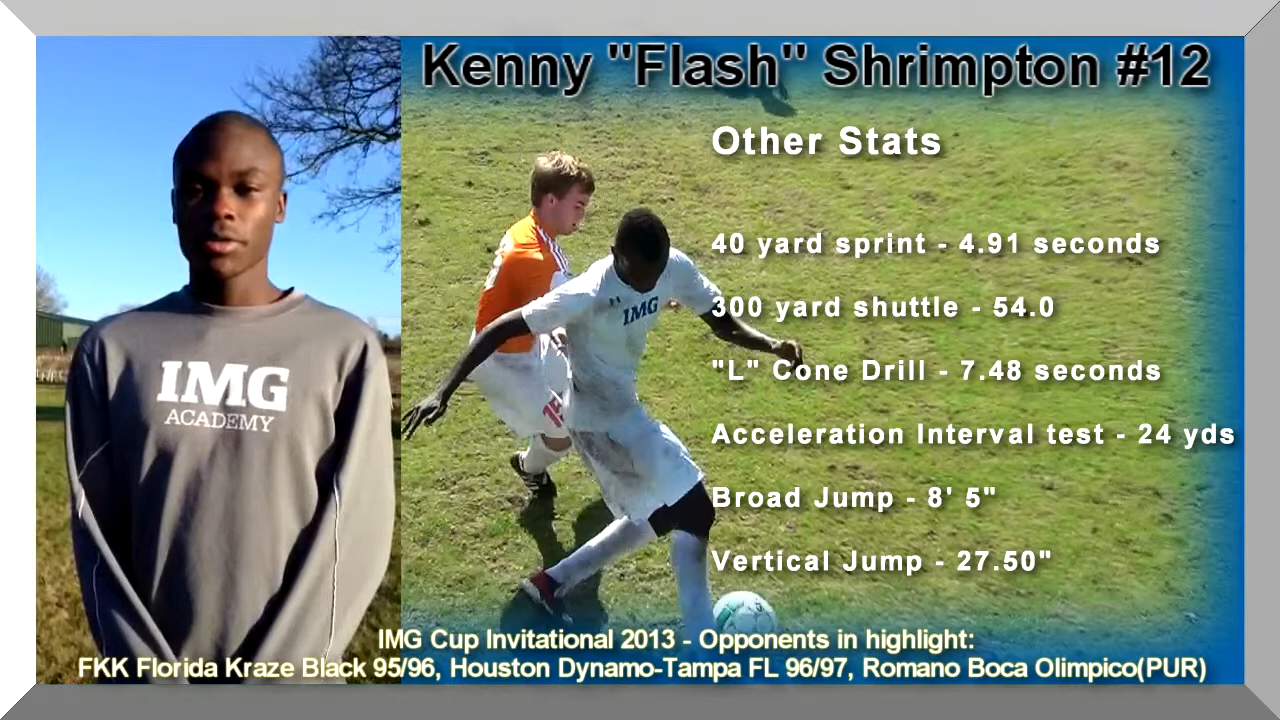 Kenny "Flash" Shrimpton #12
Other Stats
40 yard sprint - 4.91 seconds
300 yard shuttle - 54.0
"L" Cone Drill - 7.48 seconds
Acceleration Interval test - 24 yds
Broad Jump - 8' 5"
Vertical Jump - 27.50"
IMG
ACADEMY
IMG
IMG Cup Invitational 2013 - Opponents in highlight:
FKK Florida Kraze Black 95/96, Houston Dynamo-Tampa FL 96/97, Romano Boca Olimpico(PUR)